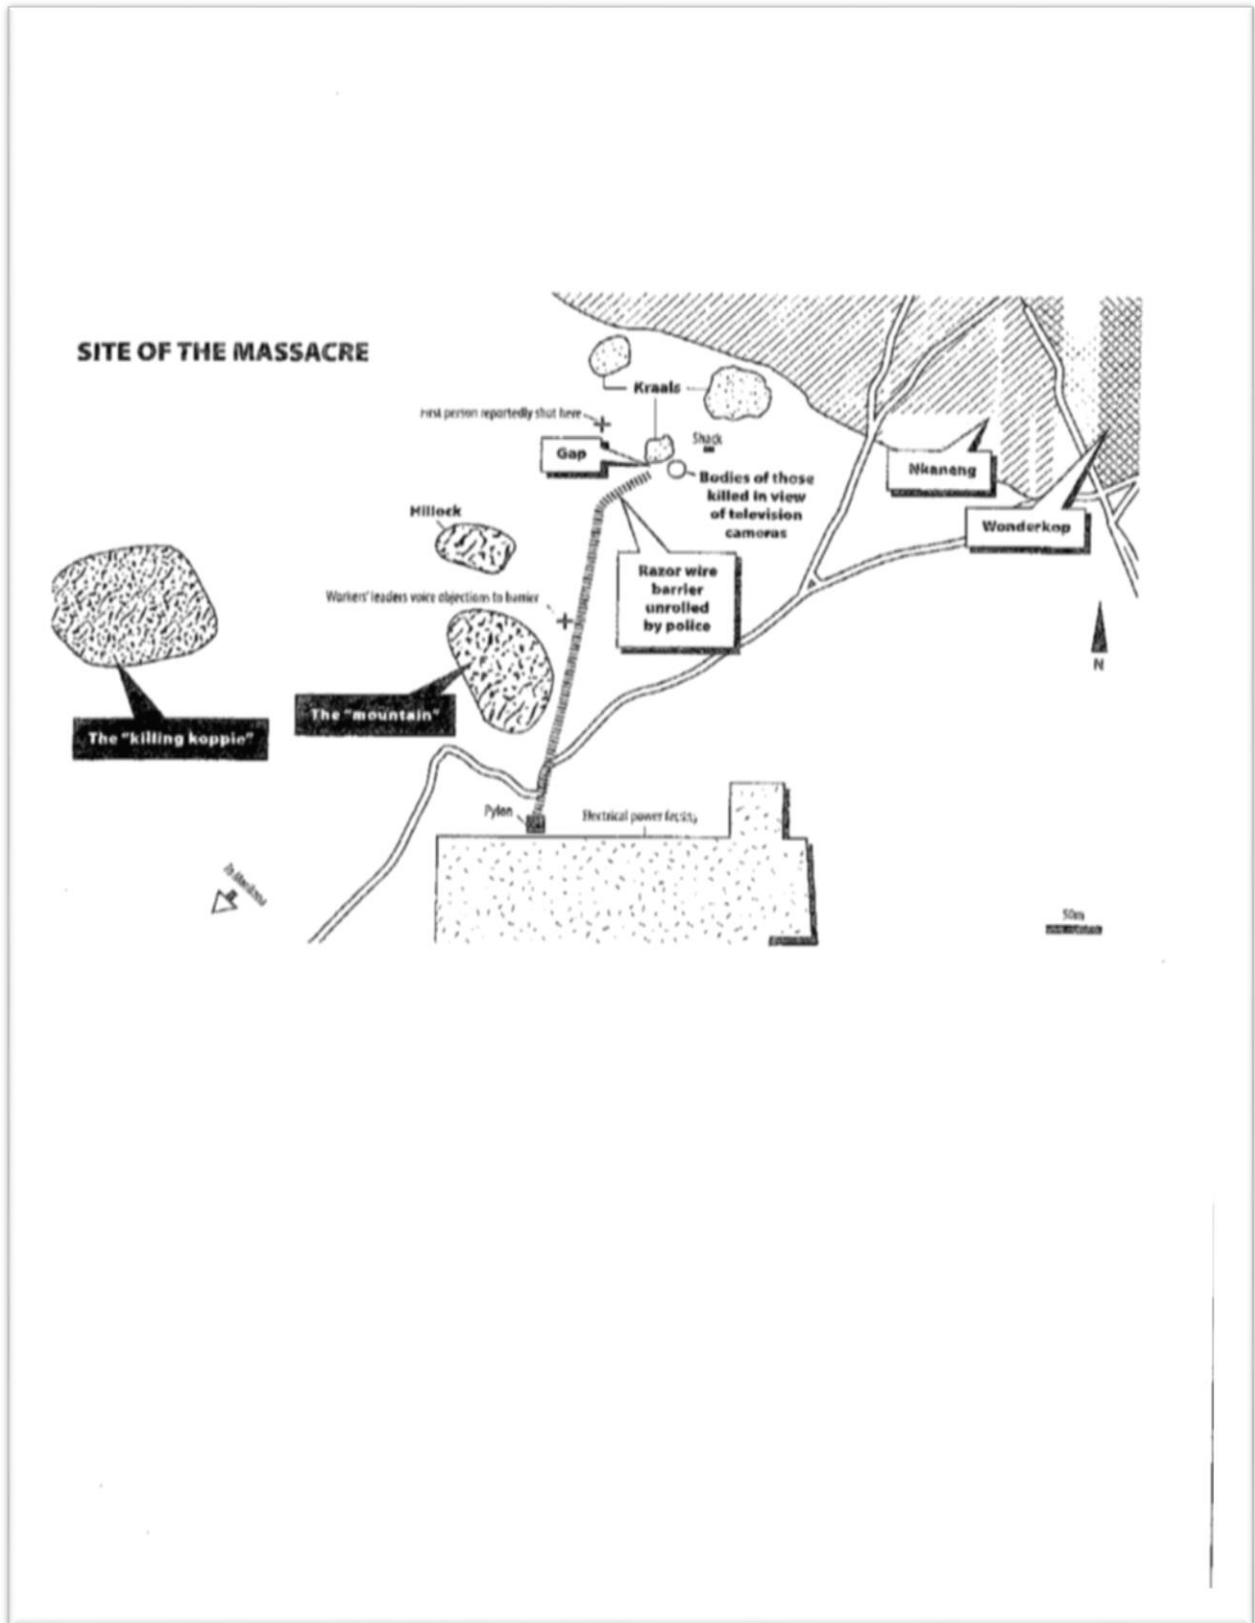 SITE OF THE MASSACRE
Kraals
First person reportedly shot here
Gap
Shack
Bodies of those
killed in view
of television
cameras
Nkaneng
Wonderkop
Hillock
Razor wire
barrier
unrolled
by police
Workers' leaders voice objections to barrier
N
The "mountain"
The "killing koppie"
Pylon
Electrical power facility
To Marikana
50m